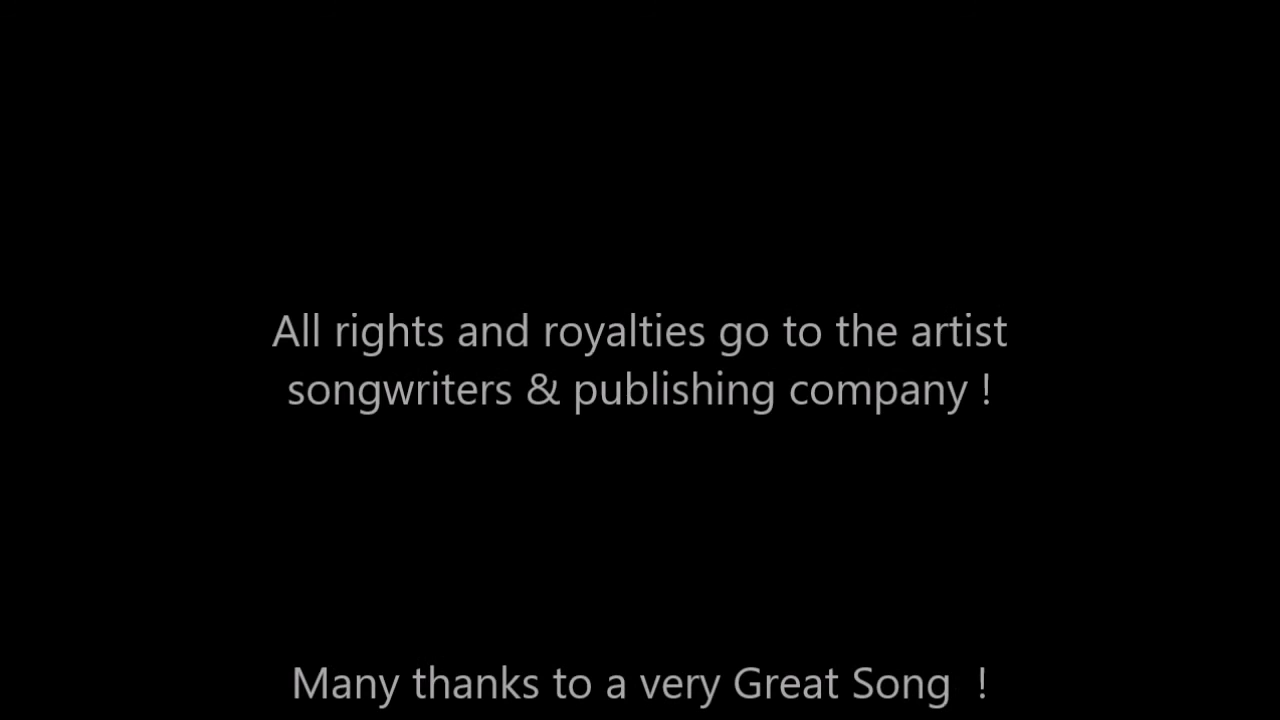 All rights and royalties go to the artist
songwriters & publishing company !
Many thanks to a very Great Song  !